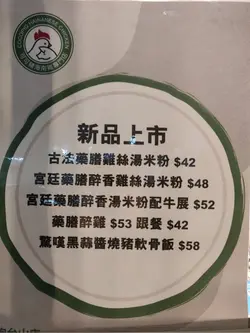 新品上市
古法藥膳雞絲湯米粉 $42
宮廷藥膳醉香雞絲湯米粉 $48
宮廷藥膳醉香湯米粉配牛展 $52
藥膳醉雞 $53 跟餐 $42
驚嘆黑蒜醬燒豬軟骨飯 $58